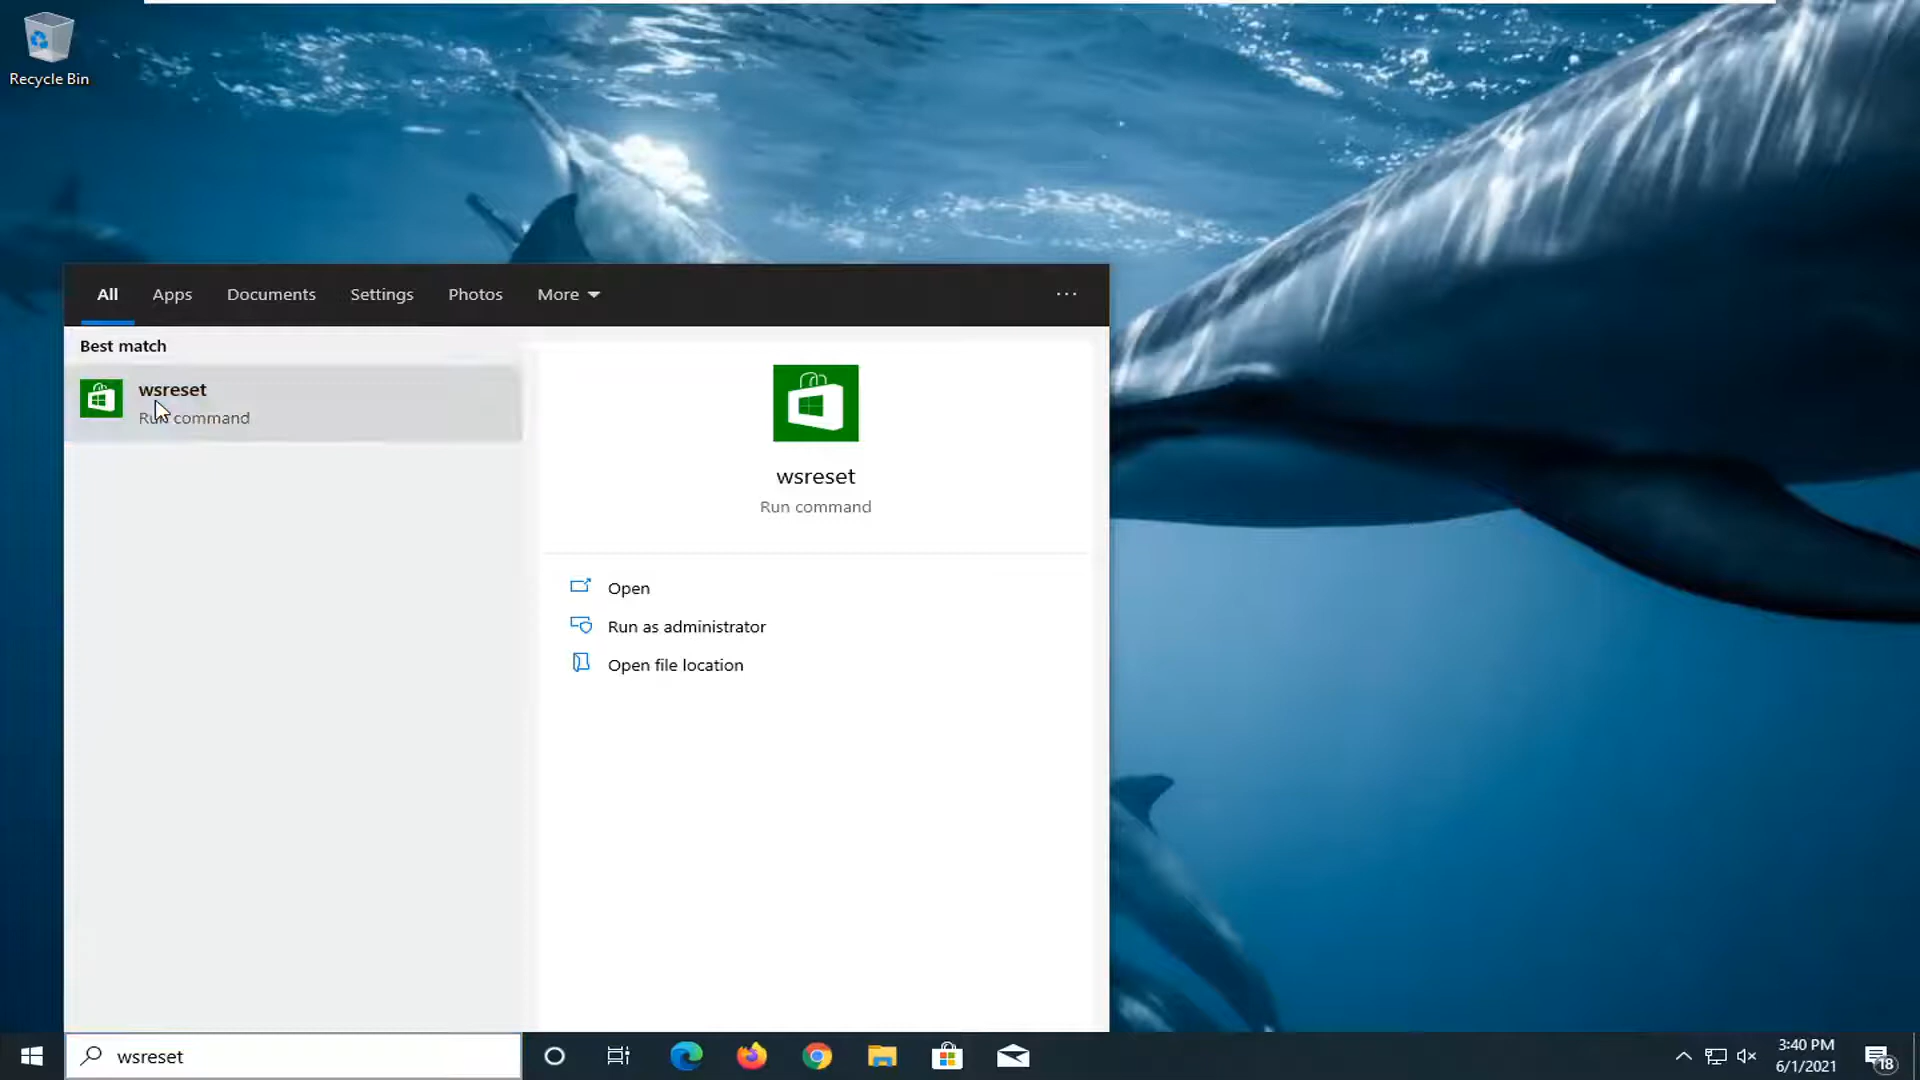 Recycle Bin
All Apps Documents Settings Photos More ...
Best match
wsreset
Run command
wsreset
Run command
Open
Run as administrator
Open file location
wsreset
3:40 PM
6/1/2021
18